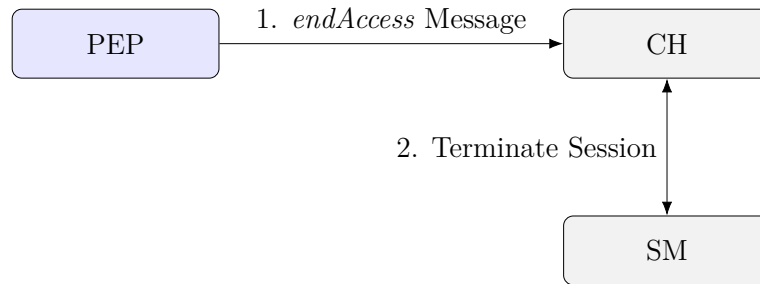 1. endAccess Message
PEP
CH
2. Terminate Session
SM